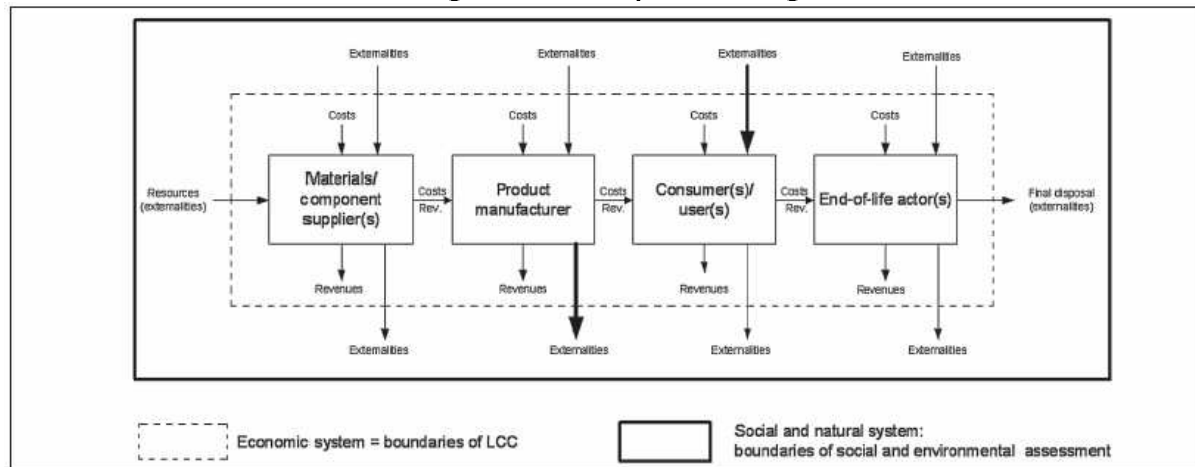 Externalities
Externalities
Externalities
Externalities
Costs
Costs
Costs
Costs
Resources
(externalities)
Materials/
component
supplier(s)
Costs
Rev.
Product
manufacturer
Costs
Rev.
Consumer(s)/
user(s)
Costs
Rev.
End-of-life actor(s)
Final disposal
(externalities)
Revenues
Revenues
Revenues
Revenues
Externalities
Externalities
Externalities
Externalities
Economic system = boundaries of LCC
Social and natural system:
boundaries of social and environmental assessment